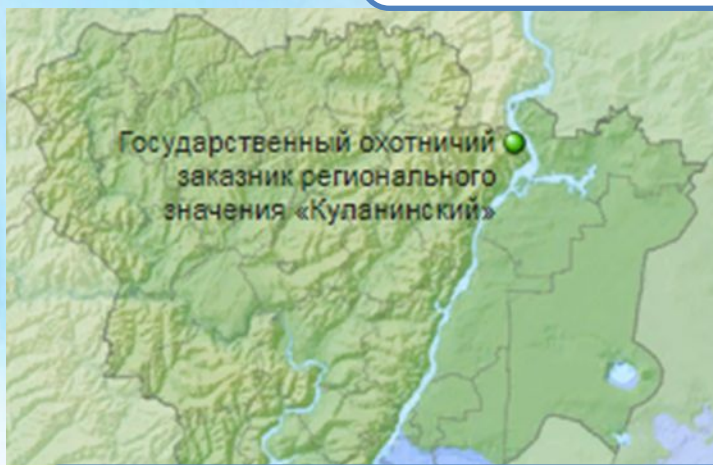 Государственный охотничий
заказник регионального
значения «Куланинский»